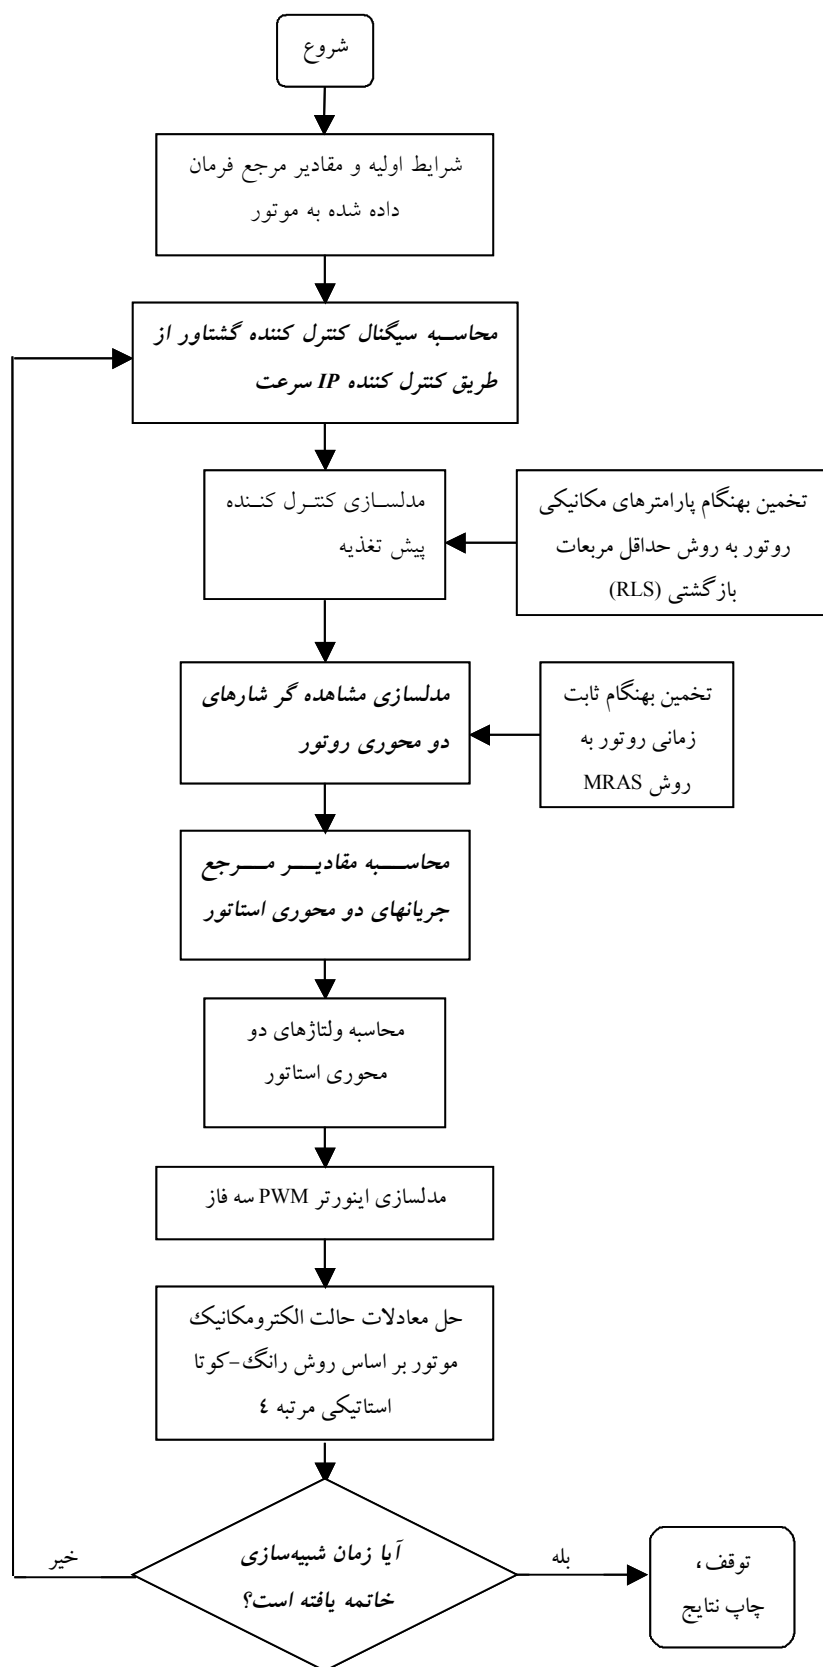 شروع
شرایط اولیه و مقادیر مرجع فرمان
داده شده به موتور
محاسبه سیگنال کنترل کننده گشتاور از
طریق کنترل کننده IP سرعت
مدلسازی کنترل کننده
پیش تغذیه
تخمین بهنگام پارامترهای مکانیکی
روتور به روش حداقل مربعات
بازگشتی (RLS)
مدلسازی مشاهده گر شارهای
دو محوری روتور
تخمین بهنگام ثابت
زمانی روتور به
روش MRAS
محاسبه مقادیر مرجع
جریانهای دو محوری استاتور
محاسبه ولتاژهای دو
محوری استاتور
مدلسازی اینورتر PWM سه فاز
حل معادلات حالت الکترومکانیک
موتور بر اساس روش رانگ-کوتا
استاتیکی مرتبه ٤
آیا زمان شبیه‌سازی
خاتمه یافته است؟
خیر
بله
توقف،
چاپ نتایج